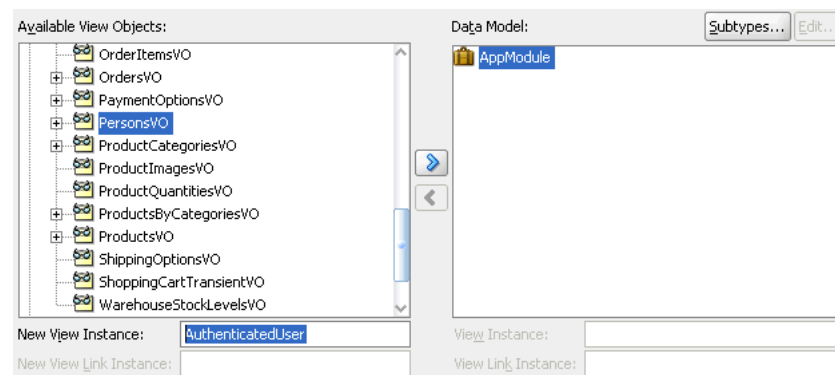 Available View Objects:
OrderItemsVO
OrdersVO
PaymentOptionsVO
PersonsVO
ProductCategoriesVO
ProductImagesVO
ProductQuantitiesVO
ProductsByCategoriesVO
ProductsVO
ShippingOptionsVO
ShoppingCartTransientVO
WarehouseStockLevelsVO
New View Instance: AuthenticatedUser
New View Link Instance:
Data Model: Subtypes... Edit..
AppModule
View Instance:
View Link Instance: